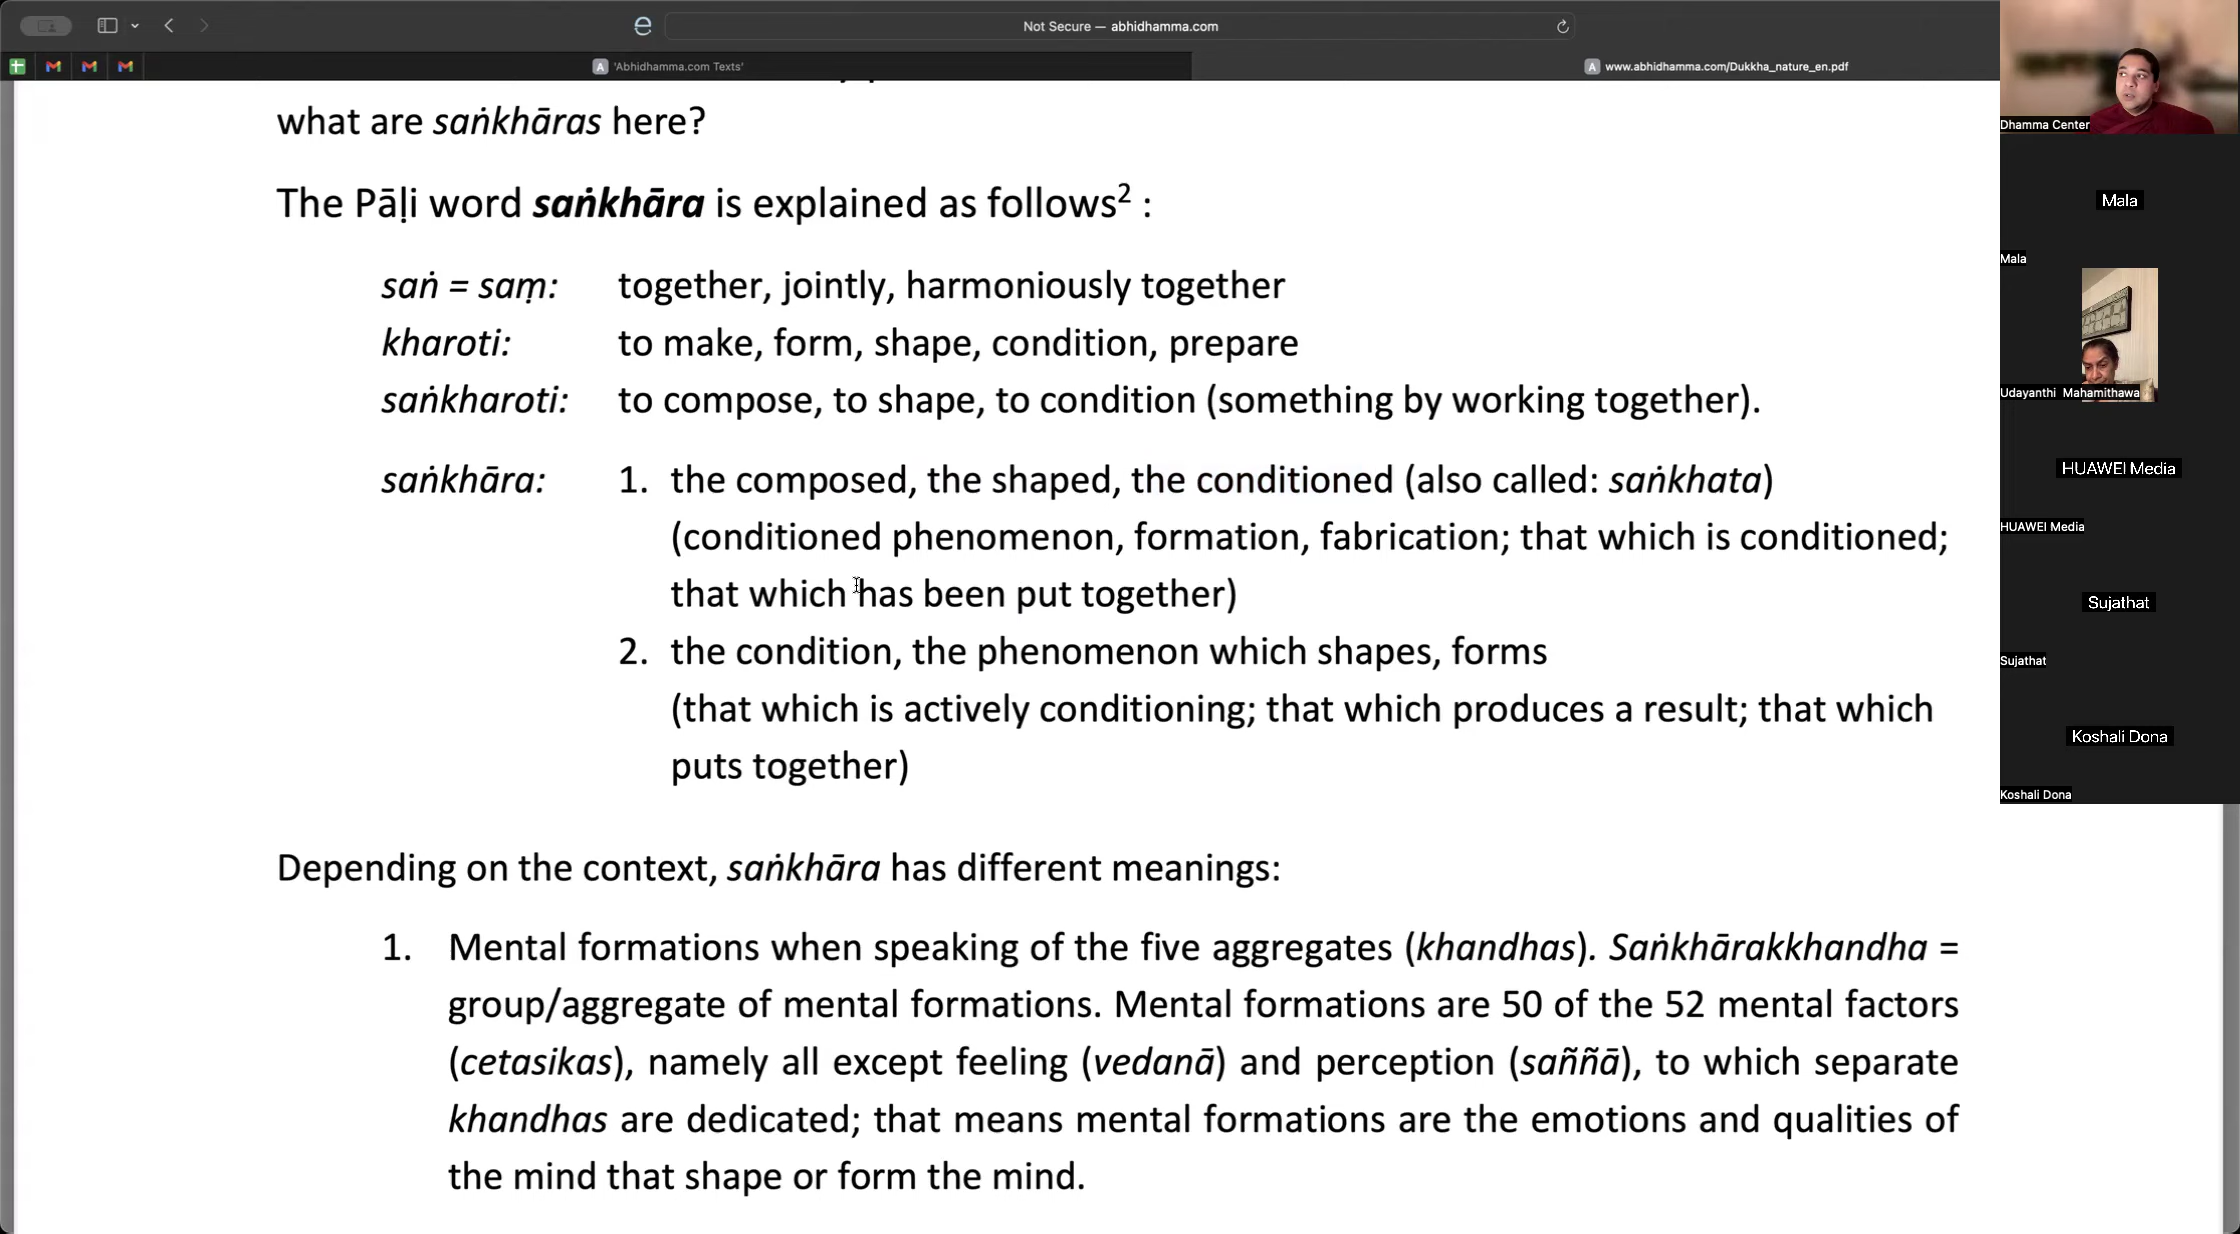 Not Secure — abhidhamma.com
'Abhidhamma.com Texts'
www.abhidhamma.com/Dukkha_nature_en.pdf
what are saṅkhāras here?
The Pāḷi word saṅkhāra is explained as follows² :
saṅ = saṃ: together, jointly, harmoniously together
kharoti: to make, form, shape, condition, prepare
saṅkharoti: to compose, to shape, to condition (something by working together).
saṅkhāra: 1. the composed, the shaped, the conditioned (also called: saṅkhata)
(conditioned phenomenon, formation, fabrication; that which is conditioned;
that which has been put together)
2. the condition, the phenomenon which shapes, forms
(that which is actively conditioning; that which produces a result; that which
puts together)
Depending on the context, saṅkhāra has different meanings:
1. Mental formations when speaking of the five aggregates (khandhas). Saṅkhārakkhandha =
group/aggregate of mental formations. Mental formations are 50 of the 52 mental factors
(cetasikas), namely all except feeling (vedanā) and perception (saññā), to which separate
khandhas are dedicated; that means mental formations are the emotions and qualities of
the mind that shape or form the mind.
Dhamma Center
Mala
Mala
Udayanthi Mahamithawa
HUAWEI Media
HUAWEI Media
Sujathat
Sujathat
Koshali Dona
Koshali Dona